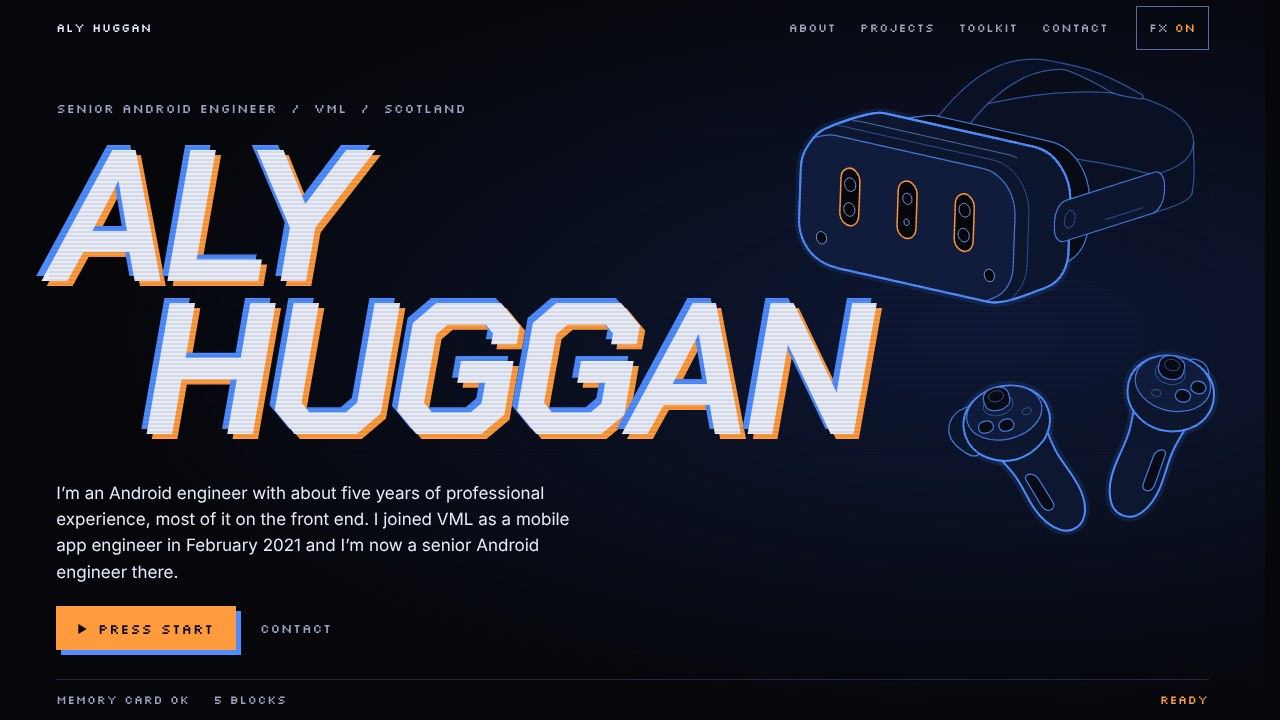 ALY HUGGAN
ABOUT PROJECTS TOOLKIT CONTACT FX ON
SENIOR ANDROID ENGINEER / VML / SCOTLAND
ALY
HUGGAN
I’m an Android engineer with about five years of professional
experience, most of it on the front end. I joined VML as a mobile
app engineer in February 2021 and I’m now a senior Android
engineer there.
▶ PRESS START CONTACT
MEMORY CARD OK 5 BLOCKS READY